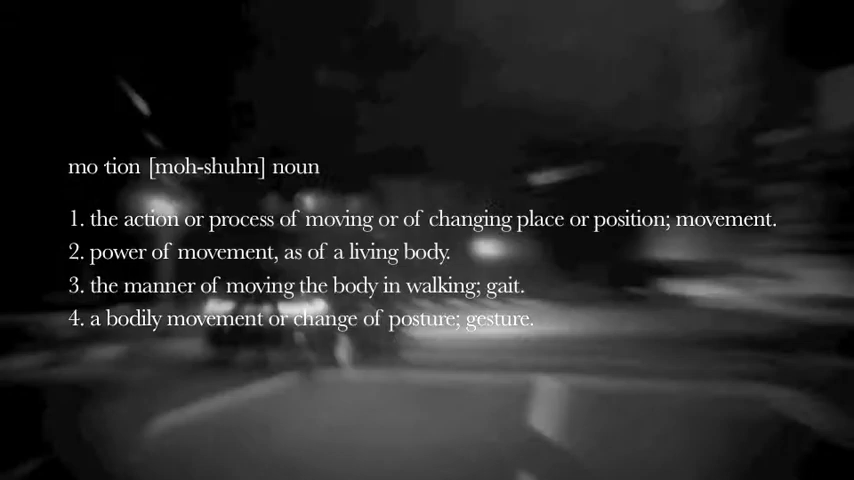 mo·tion [moh-shuhn] noun
1. the action or process of moving or of changing place or position; movement.
2. power of movement, as of a living body.
3. the manner of moving the body in walking; gait.
4. a bodily movement or change of posture; gesture.